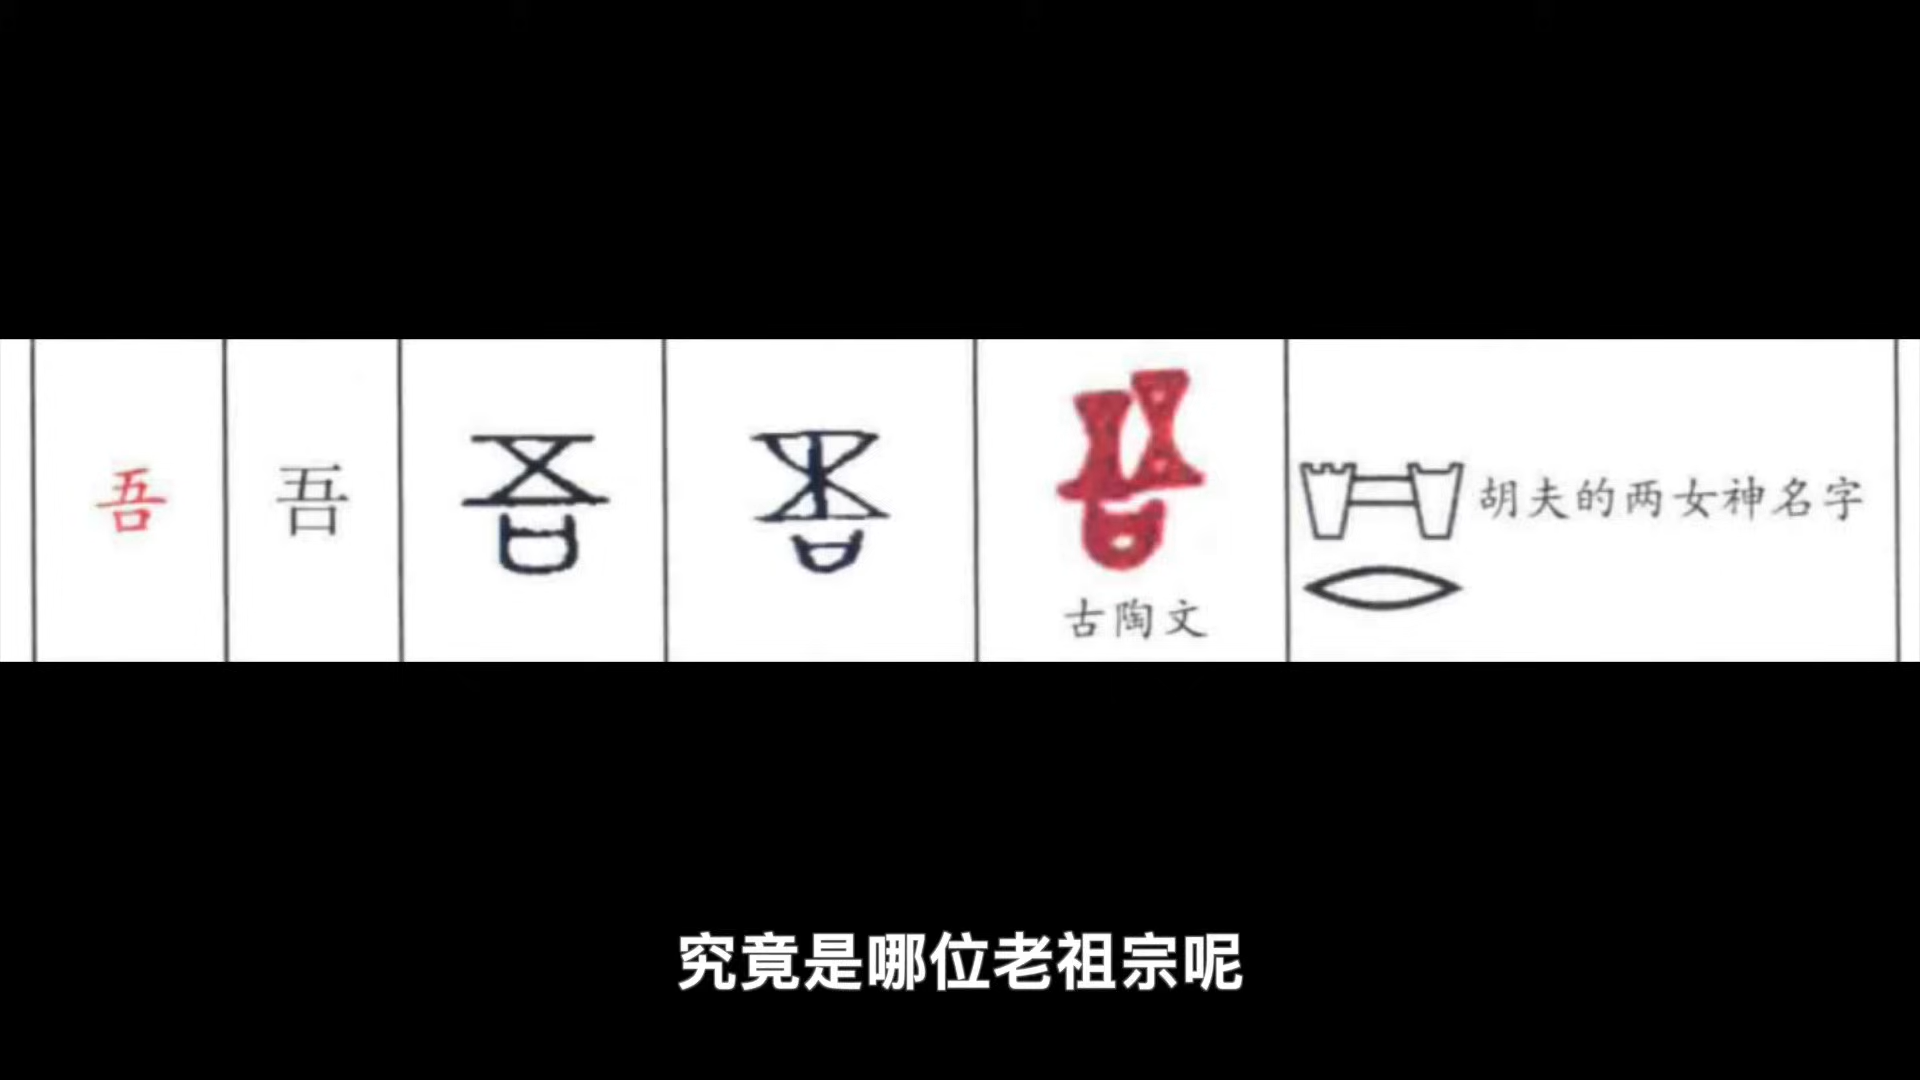 吾
吾
古陶文
胡夫的两女神名字
究竟是哪位老祖宗呢